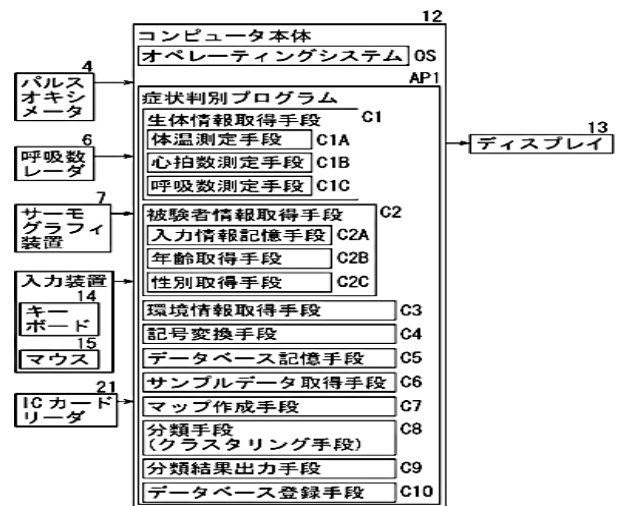 12
コンピュータ本体
オペレーティングシステム OS
AP1
4
パルス
オキシ
メータ
6
呼吸数
レーダ
7
サーモ
グラフィ
装置
入力装置
14
キー
ボード
15
マウス
21
ICカード
リーダ
症状判別プログラム
生体情報取得手段 C1
体温測定手段 C1A
心拍数測定手段 C1B
呼吸数測定手段 C1C
被験者情報取得手段 C2
入力情報記憶手段 C2A
年齢取得手段 C2B
性別取得手段 C2C
環境情報取得手段 C3
記号変換手段 C4
データベース記憶手段 C5
サンプルデータ取得手段 C6
マップ作成手段 C7
分類手段 C8
(クラスタリング手段)
分類結果出力手段 C9
データベース登録手段 C10
13
ディスプレイ